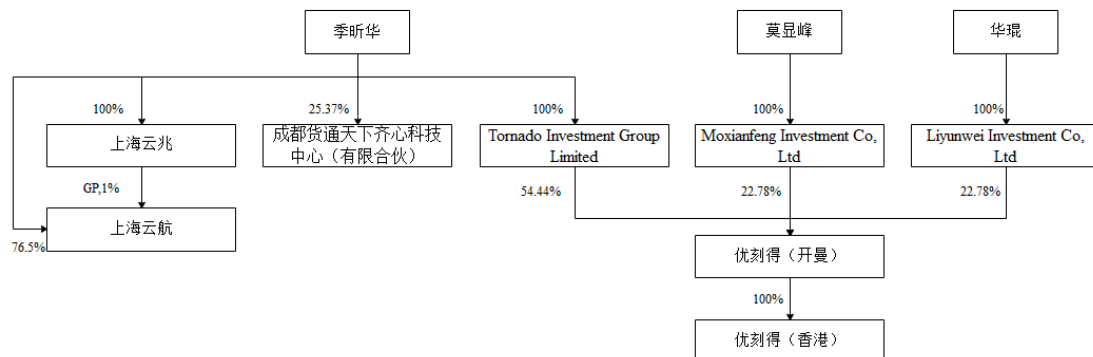 季昕华
莫显峰
华琨
100%
25.37%
100%
100%
100%
上海云兆
成都货通天下齐心科技
中心（有限合伙）
Tornado Investment Group
Limited
Moxianfeng Investment Co,
Ltd
Liyunwei Investment Co,
Ltd
GP,1%
54.44%
22.78%
22.78%
上海云航
76.5%
优刻得（开曼）
100%
优刻得（香港）